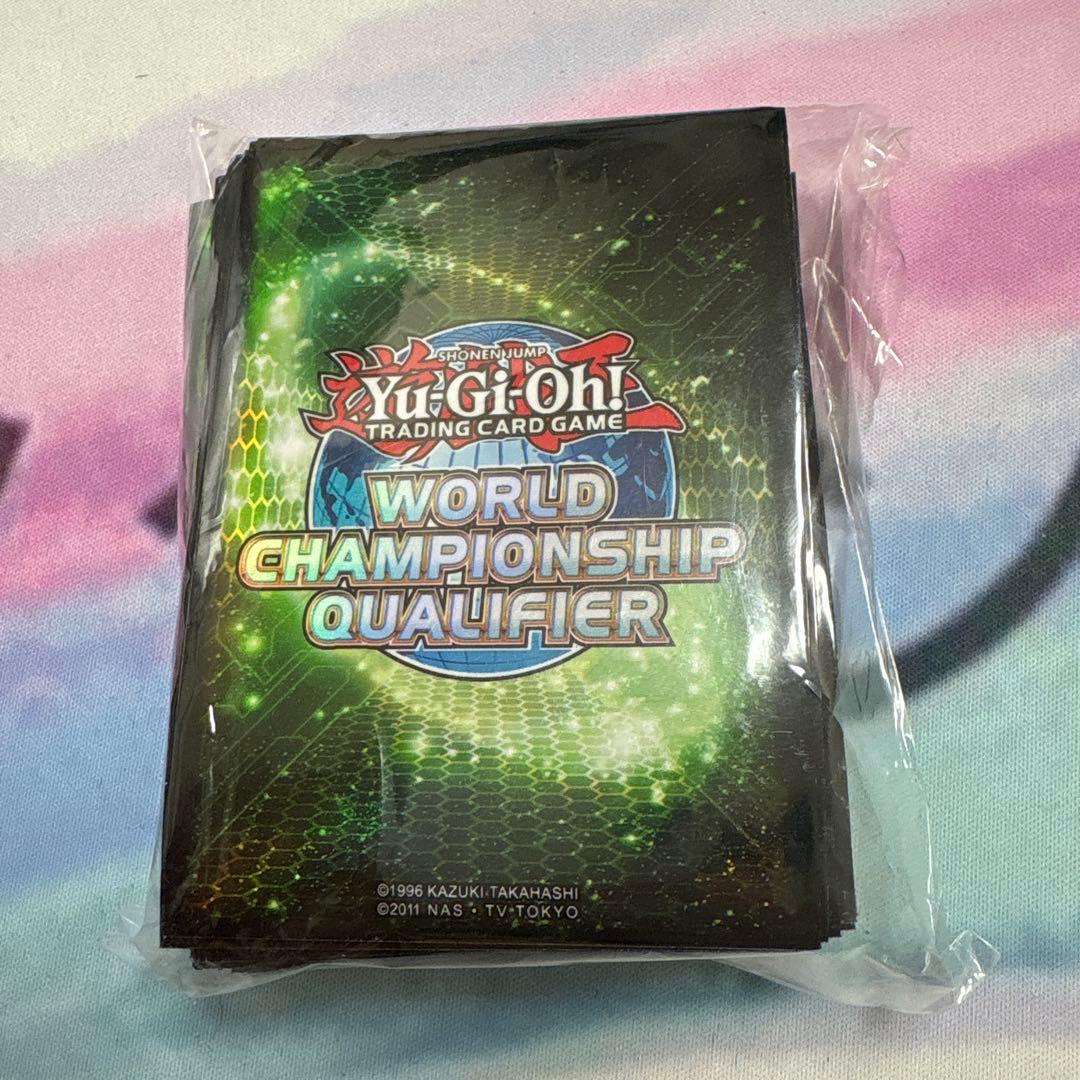 SHONEN JUMP
遊戯王
Yu-Gi-Oh!
TRADING CARD GAME
WORLD
CHAMPIONSHIP
QUALIFIER
©1996 KAZUKI TAKAHASHI
©2011 NAS・TV TOKYO